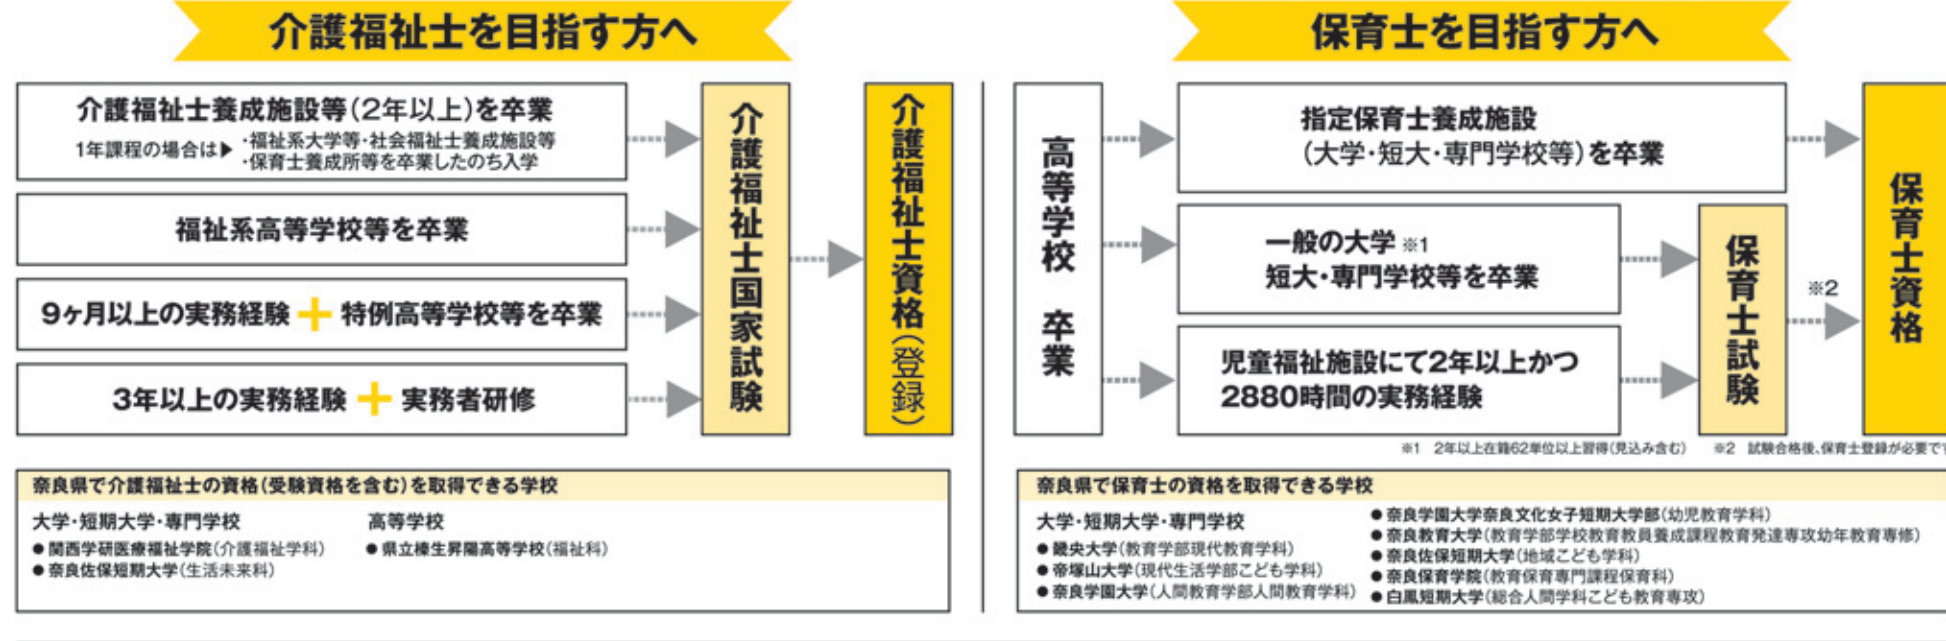 介護福祉士を目指す方へ
介護福祉士養成施設等(2年以上)を卒業
1年課程の場合は▶
・福祉系大学等・社会福祉士養成施設等
・保育士養成所等を卒業したのち入学
福祉系高等学校等を卒業
9ヶ月以上の実務経験＋特例高等学校等を卒業
3年以上の実務経験＋実務者研修
介護福祉士国家試験
介護福祉士資格(登録)
奈良県で介護福祉士の資格(受験資格を含む)を取得できる学校
大学・短期大学・専門学校
●関西学研医療福祉学院(介護福祉学科)
●奈良佐保短期大学(生活未来科)
高等学校
●県立榛生昇陽高等学校(福祉科)
保育士を目指す方へ
高等学校 卒業
指定保育士養成施設
(大学・短大・専門学校等)を卒業
一般の大学 ※1
短大・専門学校等を卒業
児童福祉施設にて2年以上かつ
2880時間の実務経験
保育士試験
※2
保育士資格
※1 2年以上在籍62単位以上習得(見込み含む) ※2 試験合格後、保育士登録が必要です
奈良県で保育士の資格を取得できる学校
大学・短期大学・専門学校
●畿央大学(教育学部現代教育学科)
●帝塚山大学(現代生活学部こども学科)
●奈良学園大学(人間教育学部人間教育学科)
●奈良学園大学奈良文化女子短期大学部(幼児教育学科)
●奈良教育大学(教育学部学校教育教員養成課程教育発達専攻幼年教育専修)
●奈良佐保短期大学(地域こども学科)
●奈良保育学院(教育保育専門課程保育科)
●白鳳短期大学(総合人間学科こども教育専攻)